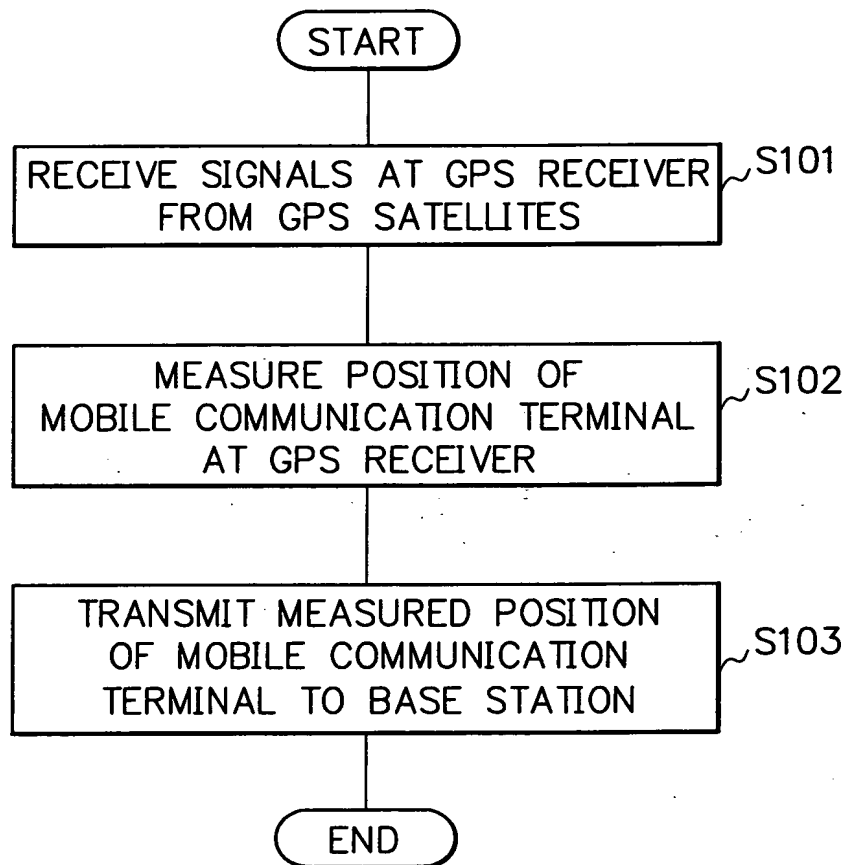 START
RECEIVE SIGNALS AT GPS RECEIVER
FROM GPS SATELLITES
S101
MEASURE POSITION OF
MOBILE COMMUNICATION TERMINAL
AT GPS RECEIVER
S102
TRANSMIT MEASURED POSITION
OF MOBILE COMMUNICATION
TERMINAL TO BASE STATION
S103
END